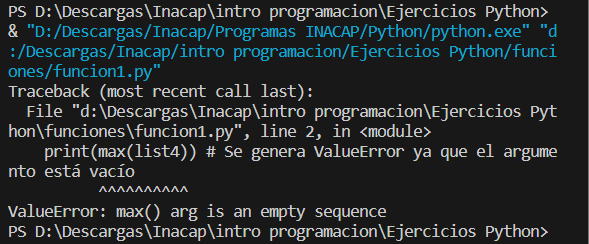 PS D:\Descargas\Inacap\intro programacion\Ejercicios Python>
& "D:/Descargas/Inacap/Programas INACAP/Python/python.exe" "d
:/Descargas/Inacap/intro programacion/Ejercicios Python/funci
ones/funcion1.py"
Traceback (most recent call last):
  File "d:\Descargas\Inacap\intro programacion\Ejercicios Pyt
hon\funciones\funcion1.py", line 2, in <module>
    print(max(list4)) # Se genera ValueError ya que el argume
nto está vacío
          ^^^^^^^^^^
ValueError: max() arg is an empty sequence
PS D:\Descargas\Inacap\intro programacion\Ejercicios Python>